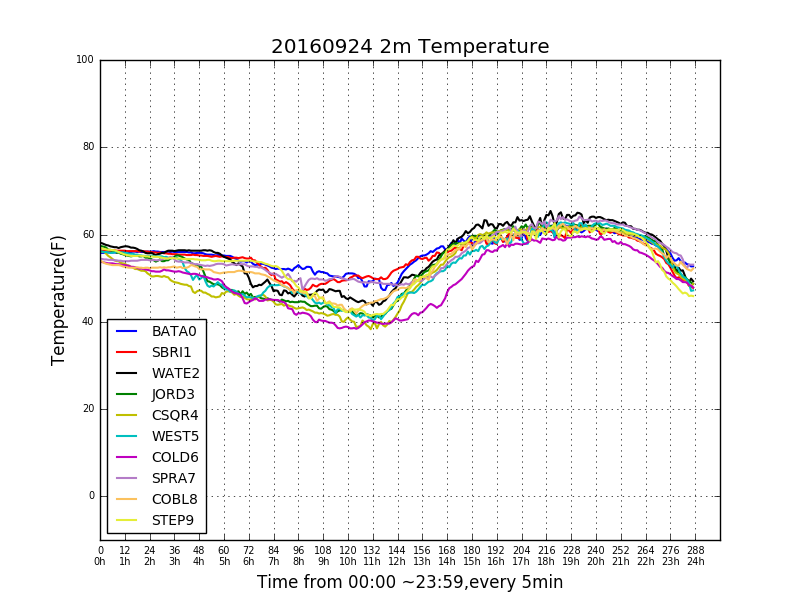 20160924 2m Temperature
100
80
60
40
20
0
Temperature(F)
BATA0
SBRI1
WATE2
JORD3
CSQR4
WEST5
COLD6
SPRA7
COBL8
STEP9
0 12 24 36 48 60 72 84 96 108 120 132 144 156 168 180 192 204 216 228 240 252 264 276 288
0h 1h 2h 3h 4h 5h 6h 7h 8h 9h 10h 11h 12h 13h 14h 15h 16h 17h 18h 19h 20h 21h 22h 23h 24h
Time from 00:00 ~23:59,every 5min